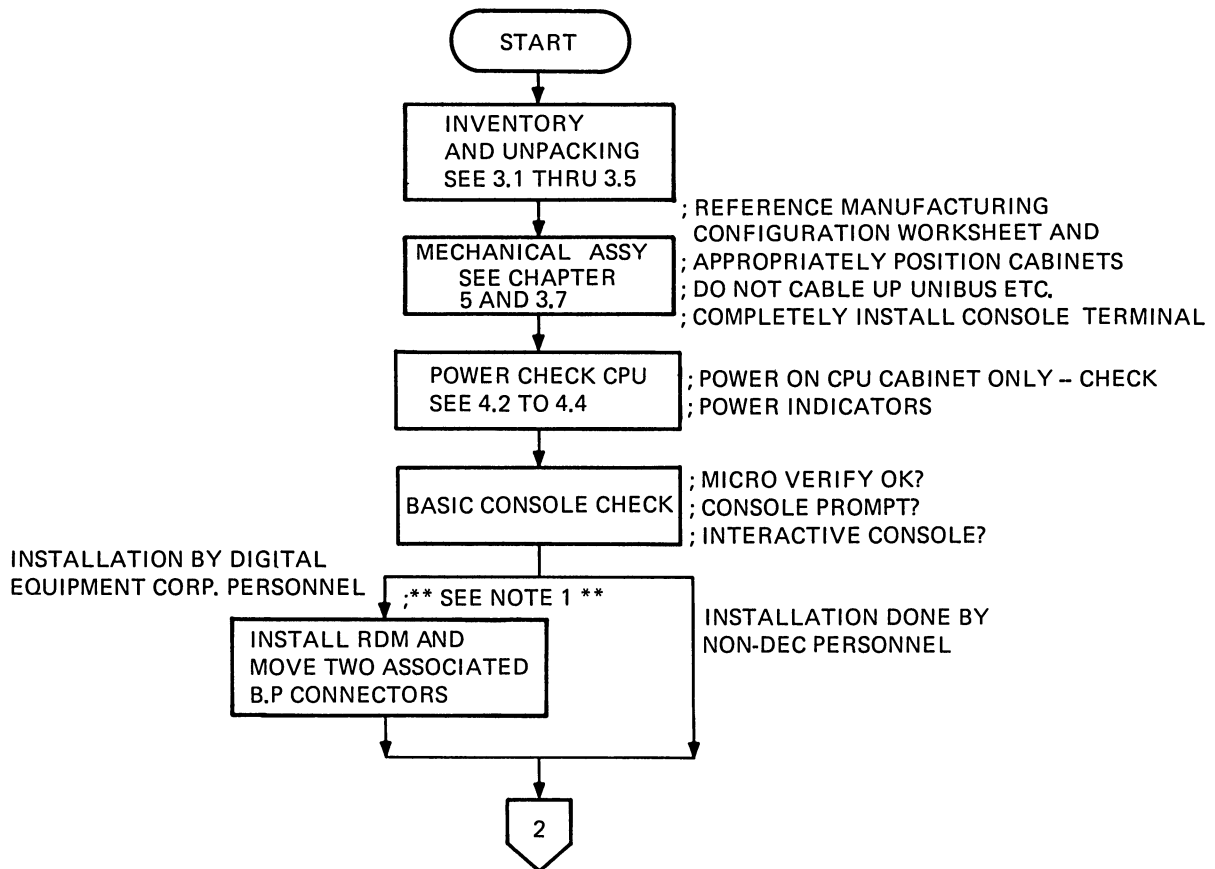 START
INVENTORY
AND UNPACKING
SEE 3.1 THRU 3.5
; REFERENCE MANUFACTURING
CONFIGURATION WORKSHEET AND
; APPROPRIATELY POSITION CABINETS
; DO NOT CABLE UP UNIBUS ETC.
; COMPLETELY INSTALL CONSOLE TERMINAL
MECHANICAL ASSY
SEE CHAPTER
5 AND 3.7
POWER CHECK CPU
SEE 4.2 TO 4.4
; POWER ON CPU CABINET ONLY – CHECK
; POWER INDICATORS
BASIC CONSOLE CHECK
; MICRO VERIFY OK?
; CONSOLE PROMPT?
; INTERACTIVE CONSOLE?
INSTALLATION BY DIGITAL
EQUIPMENT CORP. PERSONNEL
;** SEE NOTE 1 **
INSTALL RDM AND
MOVE TWO ASSOCIATED
B.P CONNECTORS
INSTALLATION DONE BY
NON-DEC PERSONNEL
2